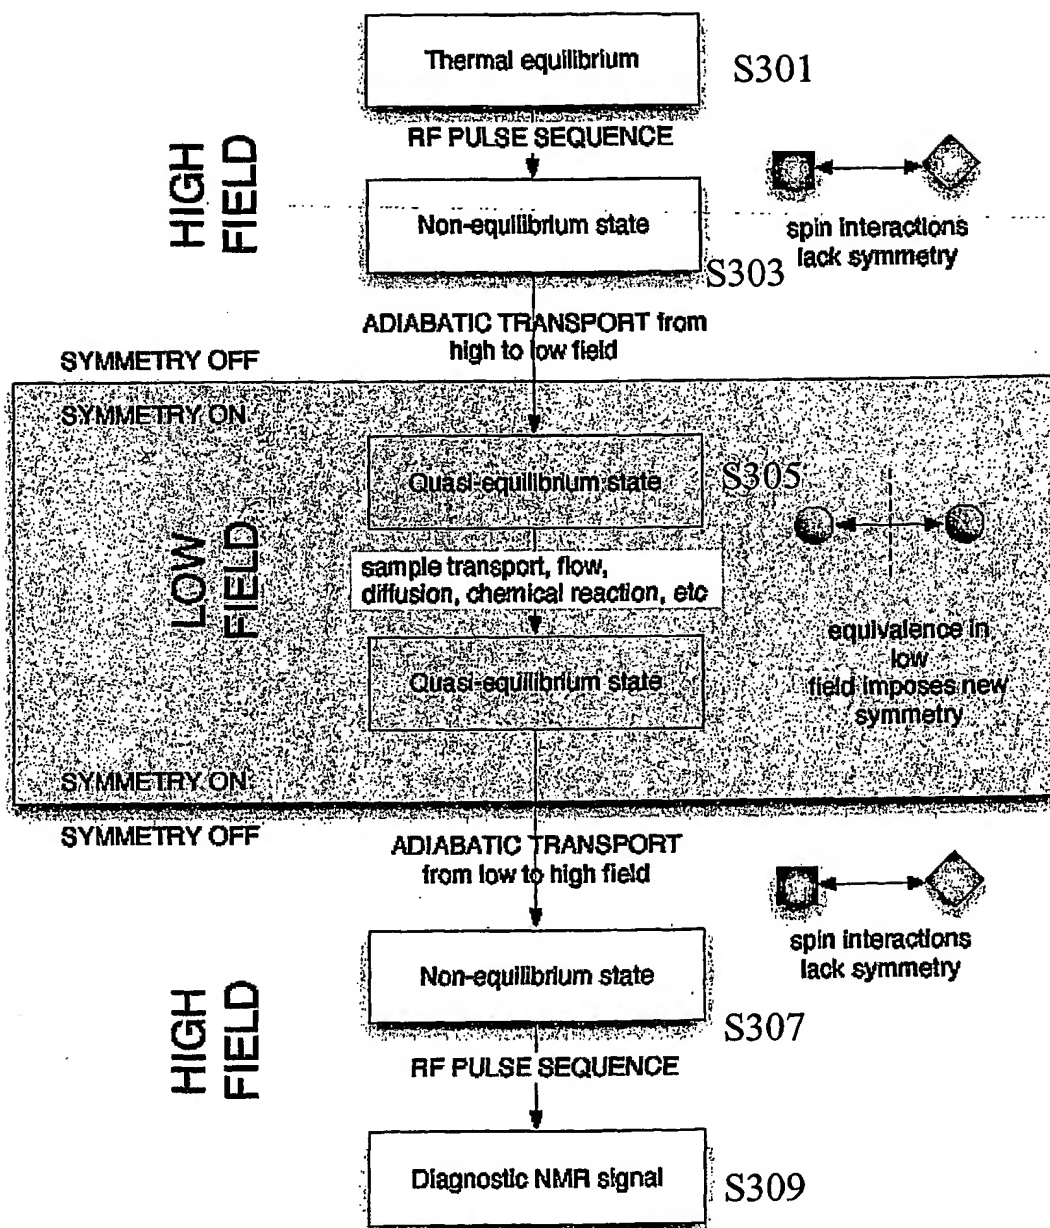 Thermal equilibrium
S301
RF PULSE SEQUENCE
HIGH
FIELD
Non-equilibrium state
S303
spin interactions
lack symmetry
ADIABATIC TRANSPORT from
high to low field
SYMMETRY OFF
SYMMETRY ON
Quasi-equilibrium state
S305
LOW
FIELD
sample transport, flow,
diffusion, chemical reaction, etc
Quasi-equilibrium state
equivalence in
low
field imposes new
symmetry
SYMMETRY ON
SYMMETRY OFF
ADIABATIC TRANSPORT
from low to high field
spin interactions
lack symmetry
HIGH
FIELD
Non-equilibrium state
S307
RF PULSE SEQUENCE
Diagnostic NMR signal
S309